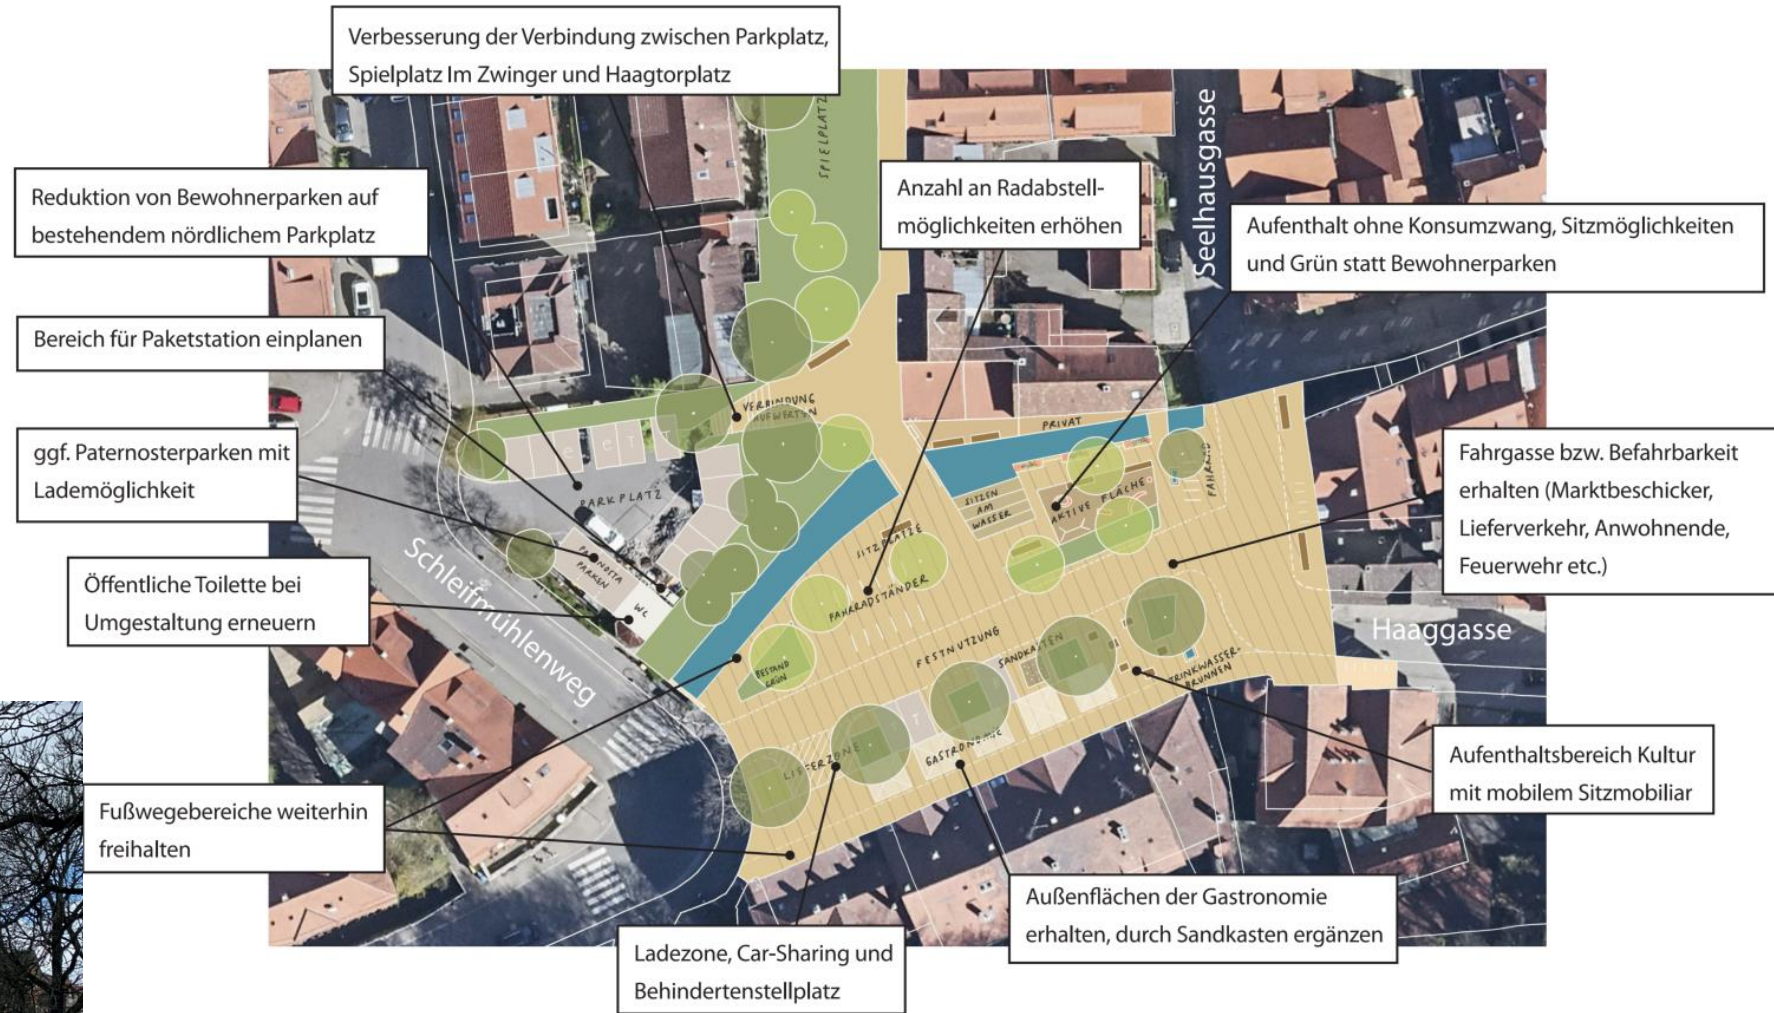 Verbesserung der Verbindung zwischen Parkplatz,
Spielplatz Im Zwinger und Haagtorplatz
Reduktion von Bewohnerparken auf
bestehendem nördlichem Parkplatz
Anzahl an Radabstell-
möglichkeiten erhöhen
Aufenthalt ohne Konsumzwang, Sitzmöglichkeiten
und Grün statt Bewohnerparken
Bereich für Paketstation einplanen
ggf. Paternosterparken mit
Lademöglichkeit
Fahrgasse bzw. Befahrbarkeit
erhalten (Marktbeschicker,
Lieferverkehr, Anwohnende,
Feuerwehr etc.)
Öffentliche Toilette bei
Umgestaltung erneuern
Fußwegebereiche weiterhin
freihalten
Aufenthaltsbereich Kultur
mit mobilem Sitzmobiliar
Außenflächen der Gastronomie
erhalten, durch Sandkasten ergänzen
Ladezone, Car-Sharing und
Behindertenstellplatz
Seelhausgasse
Schleifmühlenweg
Haaggasse
SPIELPLATZ
VERBINDUNG
AUFWERTEN
PRIVAT
PARKPLATZ
PARKEN
WC
SITZEN
AM
WASSER
AKTIVE FLÄCHE
FAHRRAD
SITZPLÄTZE
FAHRRADSTÄNDER
BESTAND
GRÜN
FESTNUTZUNG
SANDKASTEN
TRINKWASSER-
BRUNNEN
LIEFERZONE
GASTRONOMIE